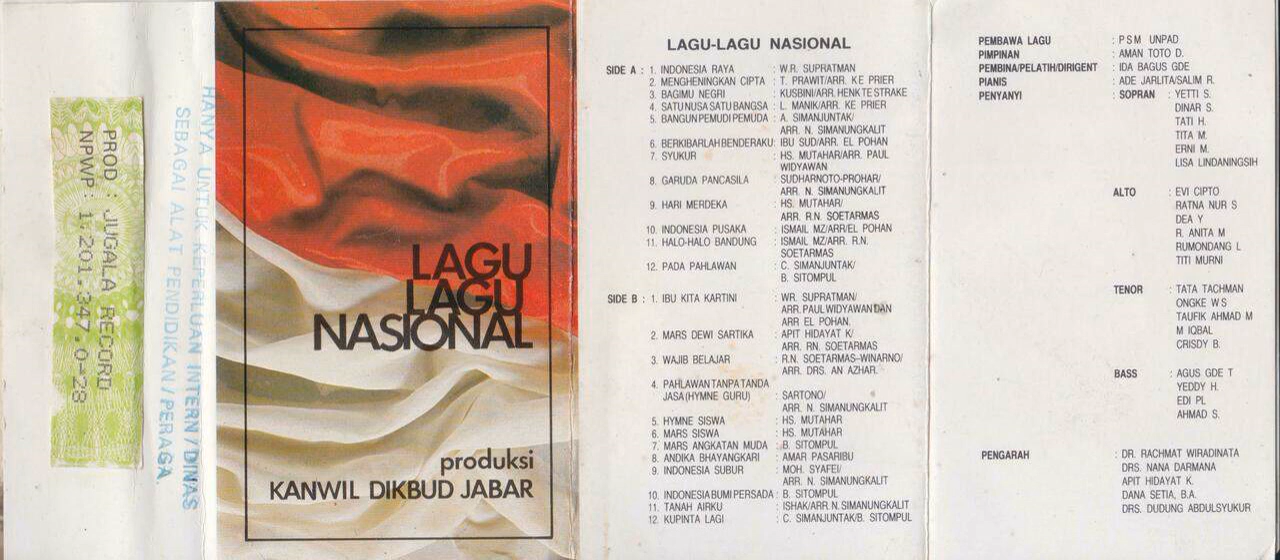 PROD : JUGALA RECORD
NPWP : 1.201.347.0-28
HANYA UNTUK KEPERLUAN INTERN/DINAS
SEBAGAI ALAT PENDIDIKAN/PERAGA
LAGU
LAGU
NASIONAL
produksi
KANWIL DIKBUD JABAR
LAGU-LAGU NASIONAL
SIDE A : 1. INDONESIA RAYA : W.R. SUPRATMAN
2. MENGHENINGKAN CIPTA : T. PRAWIT/ARR. KE PRIER
3. BAGIMU NEGRI : KUSBINI/ARR. HENK TE STRAKE
4. SATU NUSA SATU BANGSA : L. MANIK/ARR. KE PRIER
5. BANGUN PEMUDI PEMUDA : A. SIMANJUNTAK/
ARR. N. SIMANUNGKALIT
6. BERKIBARLAH BENDERAKU : IBU SUD/ARR. EL POHAN
7. SYUKUR : HS. MUTAHAR/ARR. PAUL
WIDYAWAN
8. GARUDA PANCASILA : SUDHARNOTO-PROHAR/
ARR. N. SIMANUNGKALIT
9. HARI MERDEKA : HS. MUTAHAR/
ARR. R.N. SOETARMAS
10. INDONESIA PUSAKA : ISMAIL MZ/ARR/EL POHAN
11. HALO-HALO BANDUNG : ISMAIL MZ/ARR. R.N.
SOETARMAS
12. PADA PAHLAWAN : C. SIMANJUNTAK/
B. SITOMPUL
SIDE B : 1. IBU KITA KARTINI : WR. SUPRATMAN/
ARR. PAUL WIDYAWAN DAN
ARR EL POHAN.
2. MARS DEWI SARTIKA : APIT HIDAYAT K/
ARR. RN. SOETARMAS
3. WAJIB BELAJAR : R.N. SOETARMAS-WINARNO/
ARR. DRS. AN AZHAR.
4. PAHLAWAN TANPA TANDA
JASA (HYMNE GURU) : SARTONO/
ARR. N. SIMANUNGKALIT
5. HYMNE SISWA : HS. MUTAHAR
6. MARS SISWA : HS. MUTAHAR
7. MARS ANGKATAN MUDA : B. SITOMPUL
8. ANDIKA BHAYANGKARI : AMAR PASARIBU
9. INDONESIA SUBUR : MOH. SYAFEI/
ARR. N. SIMANUNGKALIT
10. INDONESIA BUMI PERSADA : B. SITOMPUL
11. TANAH AIRKU : ISHAK/ARR. N. SIMANUNGKALIT
12. KUPINTA LAGI : C. SIMANJUNTAK/B. SITOMPUL
PEMBAWA LAGU : PSM UNPAD
PIMPINAN : AMAN TOTO D.
PEMBINA/PELATIH/DIRIGENT : IDA BAGUS GDE
PIANIS : ADE JARLITA/SALIM R.
PENYANYI : SOPRAN : YETTI S.
DINAR S.
TATI H.
TITA M.
ERNI M.
LISA LINDANINGSIH
ALTO : EVI CIPTO
RATNA NUR S
DEA Y
R. ANITA M
RUMONDANG L
TITI MURNI
TENOR : TATA TACHMAN
ONGKE W S
TAUFIK AHMAD M
M IQBAL
CRISDY B.
BASS : AGUS GDE T
YEDDY H.
EDI PL
AHMAD S.
PENGARAH : DR. RACHMAT WIRADINATA
DRS. NANA DARMANA
APIT HIDAYAT K.
DANA SETIA, B.A.
DRS. DUDUNG ABDULSYUKUR